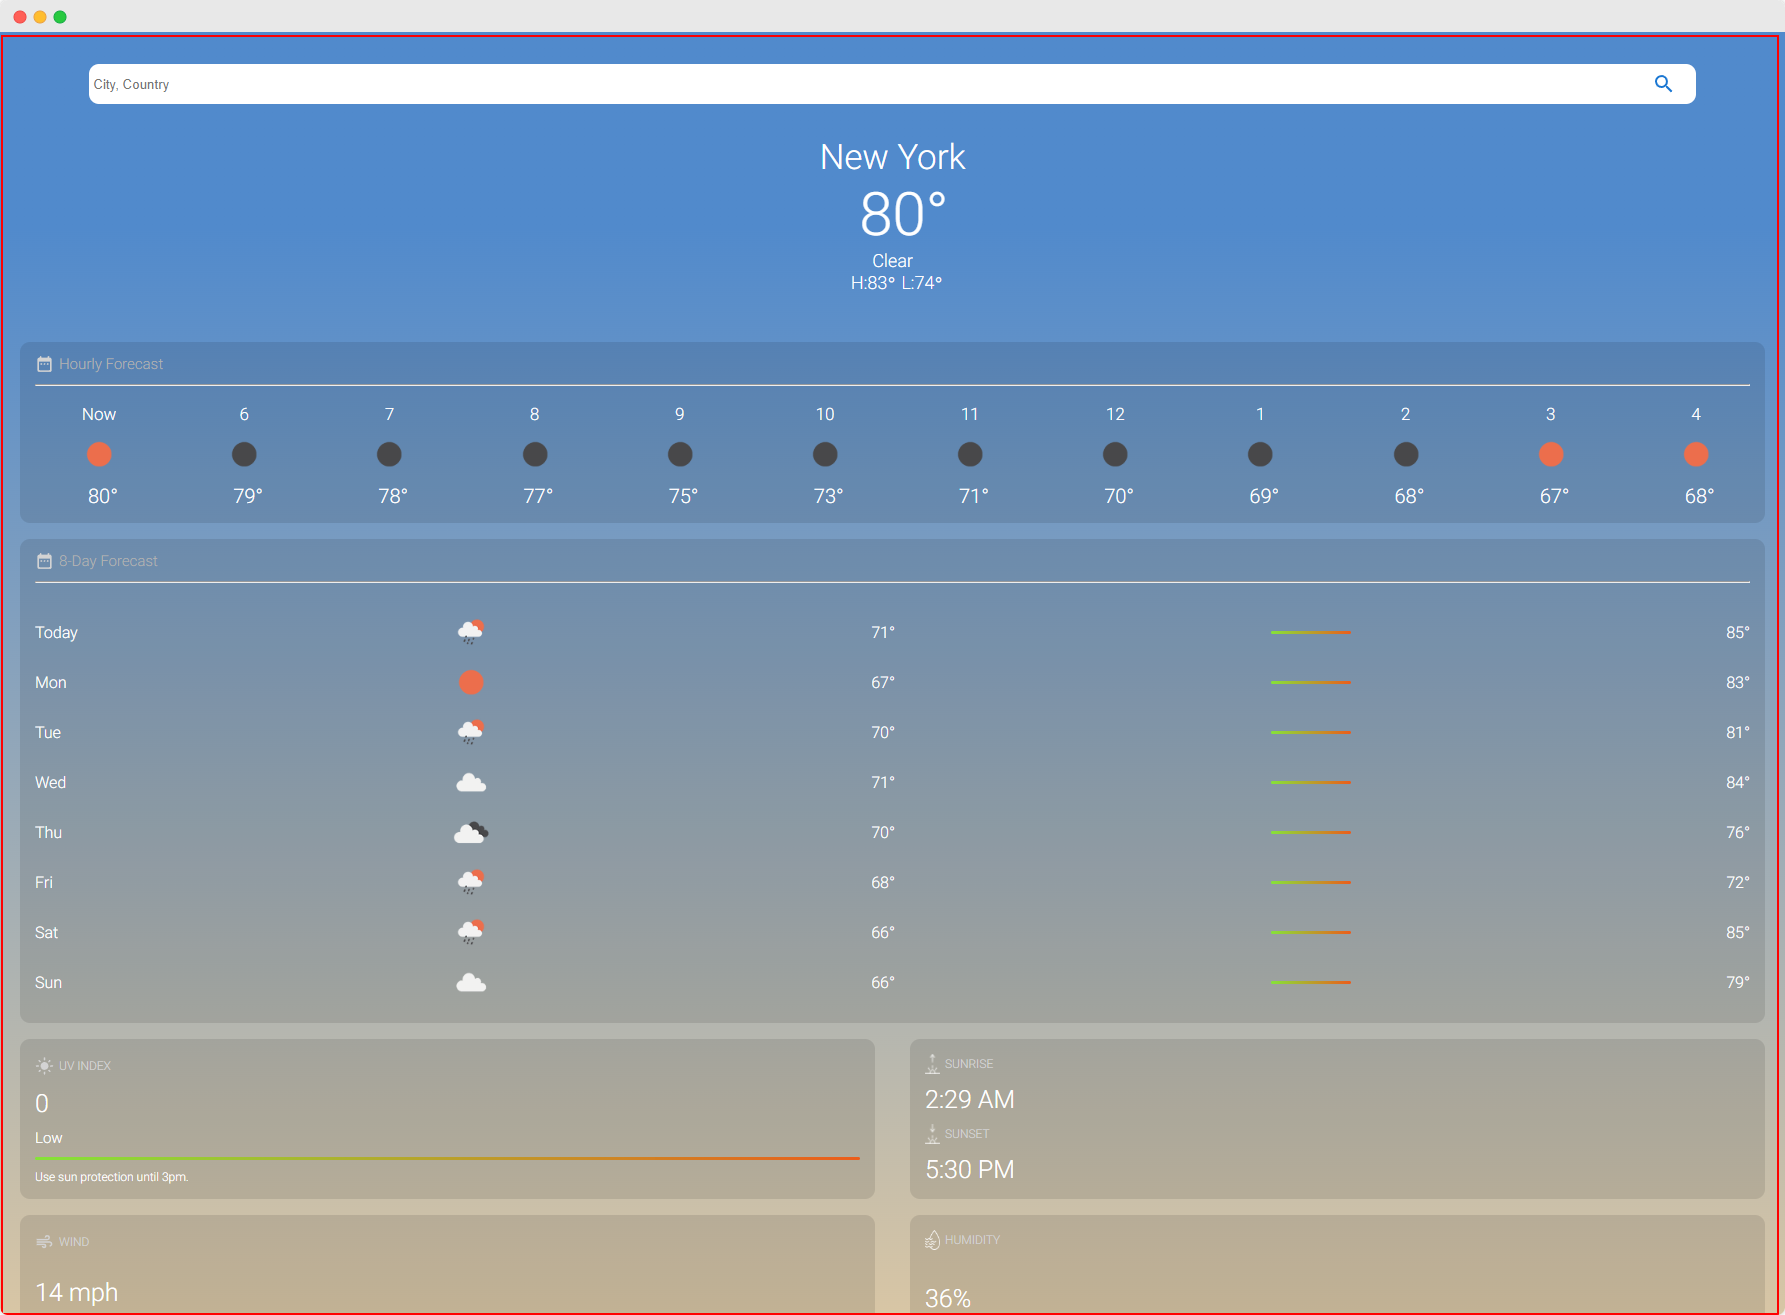 City, Country
New York
80°
Clear
H:83° L:74°
Hourly Forecast
Now 6 7 8 9 10 11 12 1 2 3 4
80° 79° 78° 77° 75° 73° 71° 70° 69° 68° 67° 68°
8-Day Forecast
Today 71° 85°
Mon 67° 83°
Tue 70° 81°
Wed 71° 84°
Thu 70° 76°
Fri 68° 72°
Sat 66° 85°
Sun 66° 79°
UV INDEX
0
Low
Use sun protection until 3pm.
SUNRISE
2:29 AM
SUNSET
5:30 PM
WIND
14 mph
HUMIDITY
36%